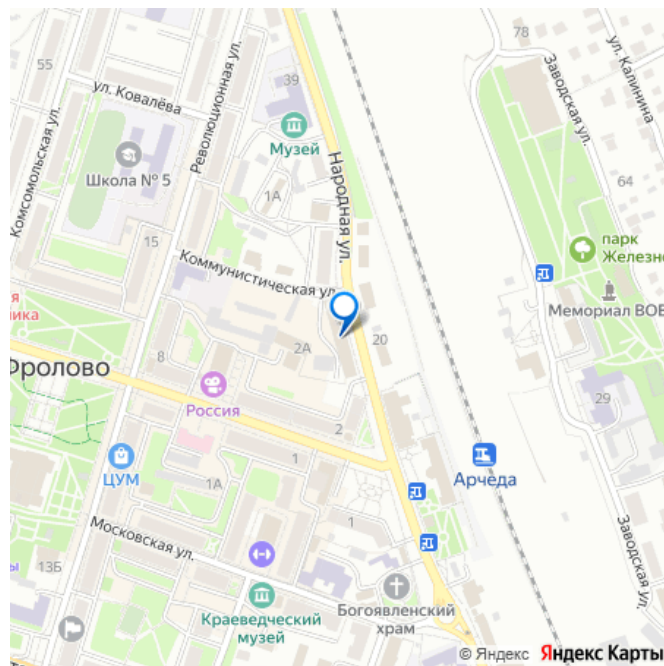 78
Заводская ул.
ул. Калинина
55
39
ул. Ковалёва
Революционная ул.
Комсомольская ул.
Музей
Народная ул.
Школа № 5
1А
64
15
парк
Железно
Коммунистическая ул.
Мемориал ВОВ
я
ника
20
2А
8
Фролово
Россия
29
2
1
ЦУМ
Арчеда
1А
Московская ул.
1
Заводская ул.
13Б
ы
Богоявленский
храм
Краеведческий
музей
© Яндекс Яндекс Карты